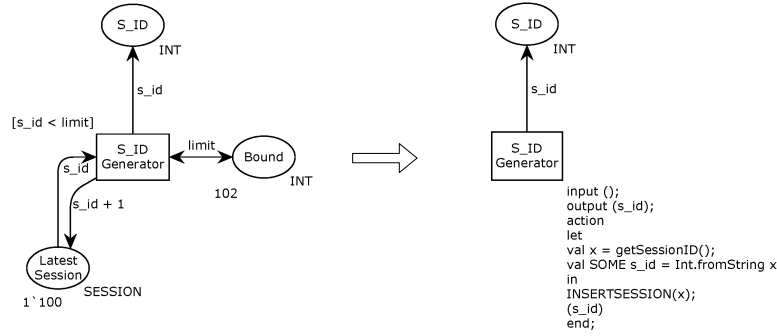 S_ID
INT
s_id
[s_id < limit]
S_ID
Generator
limit
Bound
INT
102
s_id
s_id + 1
Latest
Session
SESSION
1`100
S_ID
INT
s_id
S_ID
Generator
input ();
output (s_id);
action
let
val x = getSessionID();
val SOME s_id = Int.fromString x
in
INSERTSESSION(x);
(s_id)
end;